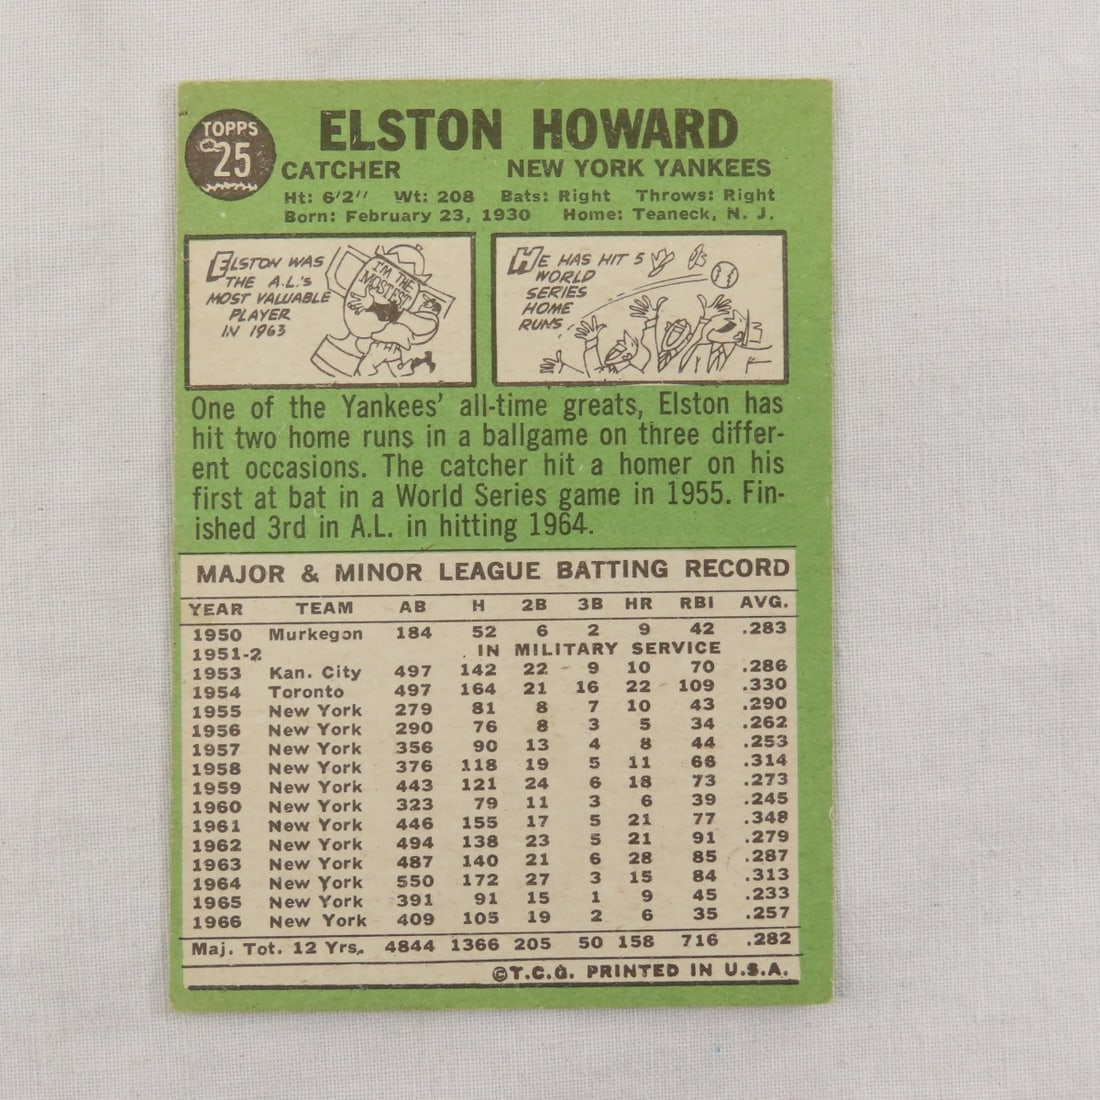 TOPPS
25
ELSTON HOWARD
CATCHER NEW YORK YANKEES
Ht: 6'2" Wt: 208 Bats: Right Throws: Right
Born: February 23, 1930 Home: Teaneck, N. J.
ELSTON WAS
THE A.L.'s
MOST VALUABLE
PLAYER
IN 1963
I'M THE
MOSTEST
HE HAS HIT 5
WORLD
SERIES
HOME
RUNS
One of the Yankees' all-time greats, Elston has
hit two home runs in a ballgame on three differ-
ent occasions. The catcher hit a homer on his
first at bat in a World Series game in 1955. Fin-
ished 3rd in A.L. in hitting 1964.
MAJOR & MINOR LEAGUE BATTING RECORD
YEAR TEAM AB H 2B 3B HR RBI AVG.
1950 Murkegon 184 52 6 2 9 42 .283
1951-2 IN MILITARY SERVICE
1953 Kan. City 497 142 22 9 10 70 .286
1954 Toronto 497 164 21 16 22 109 .330
1955 New York 279 81 8 7 10 43 .290
1956 New York 290 76 8 3 5 34 .262
1957 New York 356 90 13 4 8 44 .253
1958 New York 376 118 19 5 11 66 .314
1959 New York 443 121 24 6 18 73 .273
1960 New York 323 79 11 3 6 39 .245
1961 New York 446 155 17 5 21 77 .348
1962 New York 494 138 23 5 21 91 .279
1963 New York 487 140 21 6 28 85 .287
1964 New York 550 172 27 3 15 84 .313
1965 New York 391 91 15 1 9 45 .233
1966 New York 409 105 19 2 6 35 .257
Maj. Tot. 12 Yrs. 4844 1366 205 50 158 716 .282
©T.C.G. PRINTED IN U.S.A.